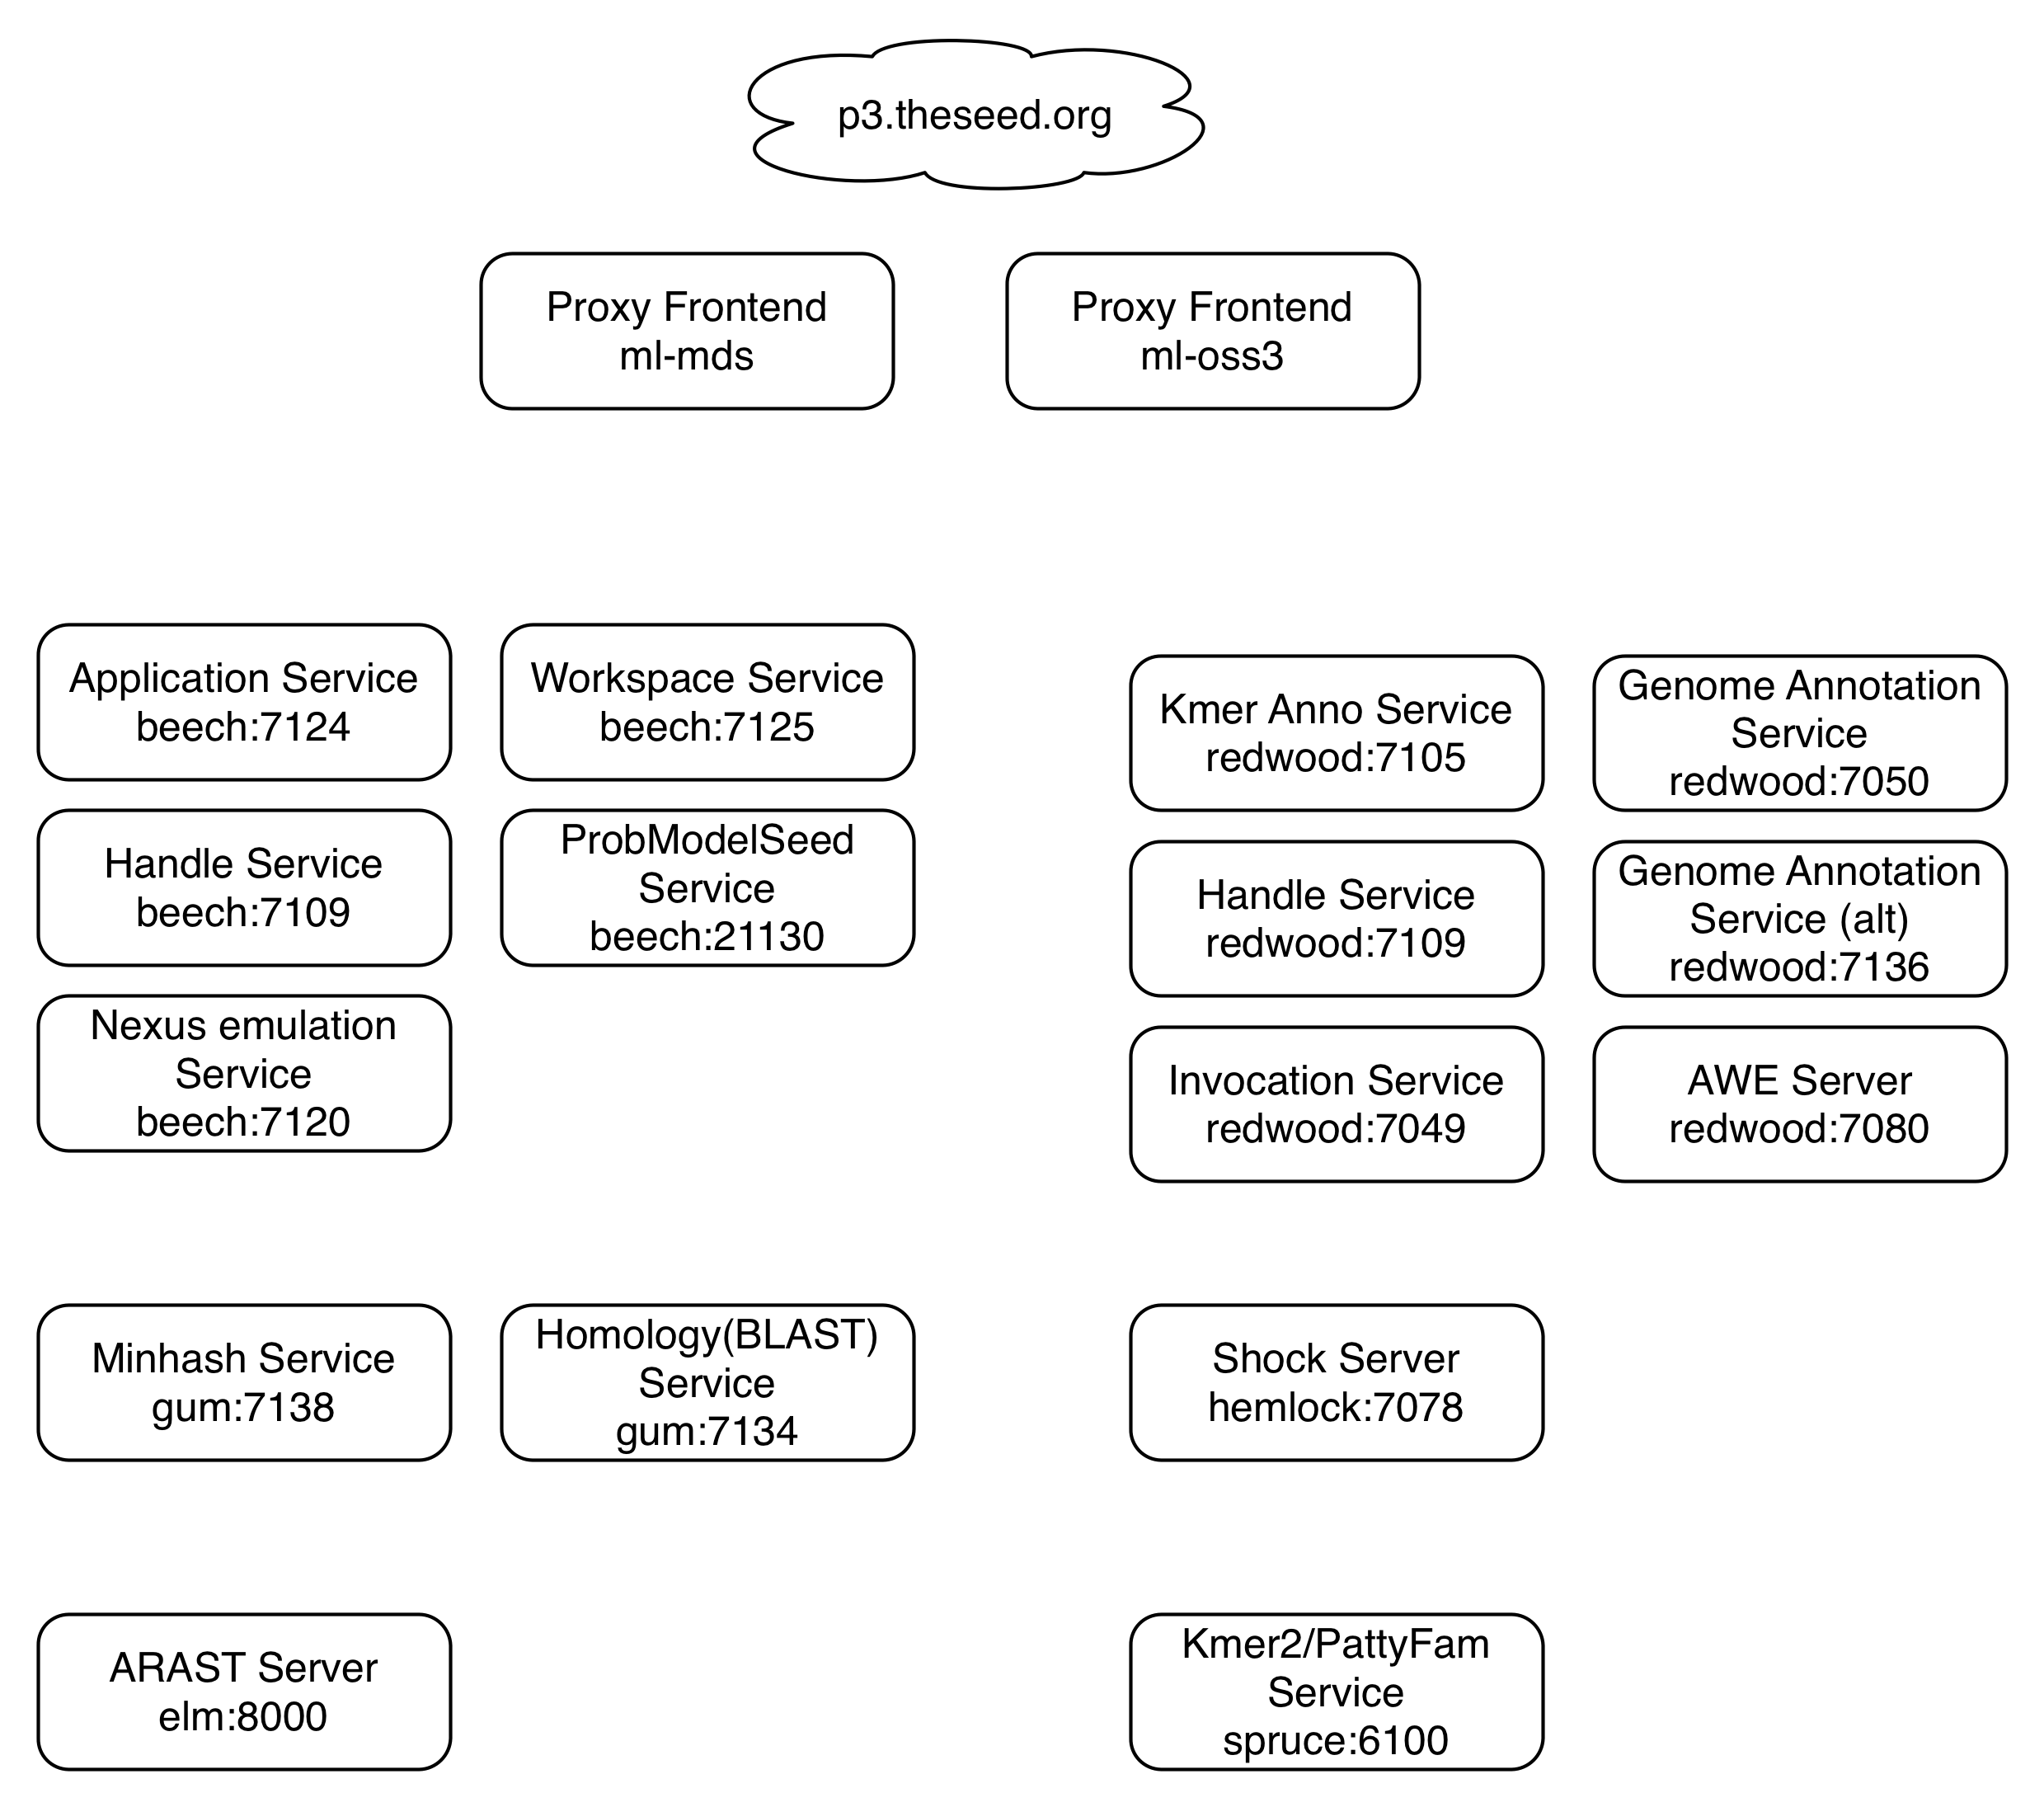 p3.theseed.org
Proxy Frontend
ml-mds
Proxy Frontend
ml-oss3
Application Service
beech:7124
Workspace Service
beech:7125
Kmer Anno Service
redwood:7105
Genome Annotation
Service
redwood:7050
Handle Service
beech:7109
ProbModelSeed
Service
beech:21130
Handle Service
redwood:7109
Genome Annotation
Service (alt)
redwood:7136
Nexus emulation
Service
beech:7120
Invocation Service
redwood:7049
AWE Server
redwood:7080
Minhash Service
gum:7138
Homology(BLAST)
Service
gum:7134
Shock Server
hemlock:7078
ARAST Server
elm:8000
Kmer2/PattyFam
Service
spruce:6100